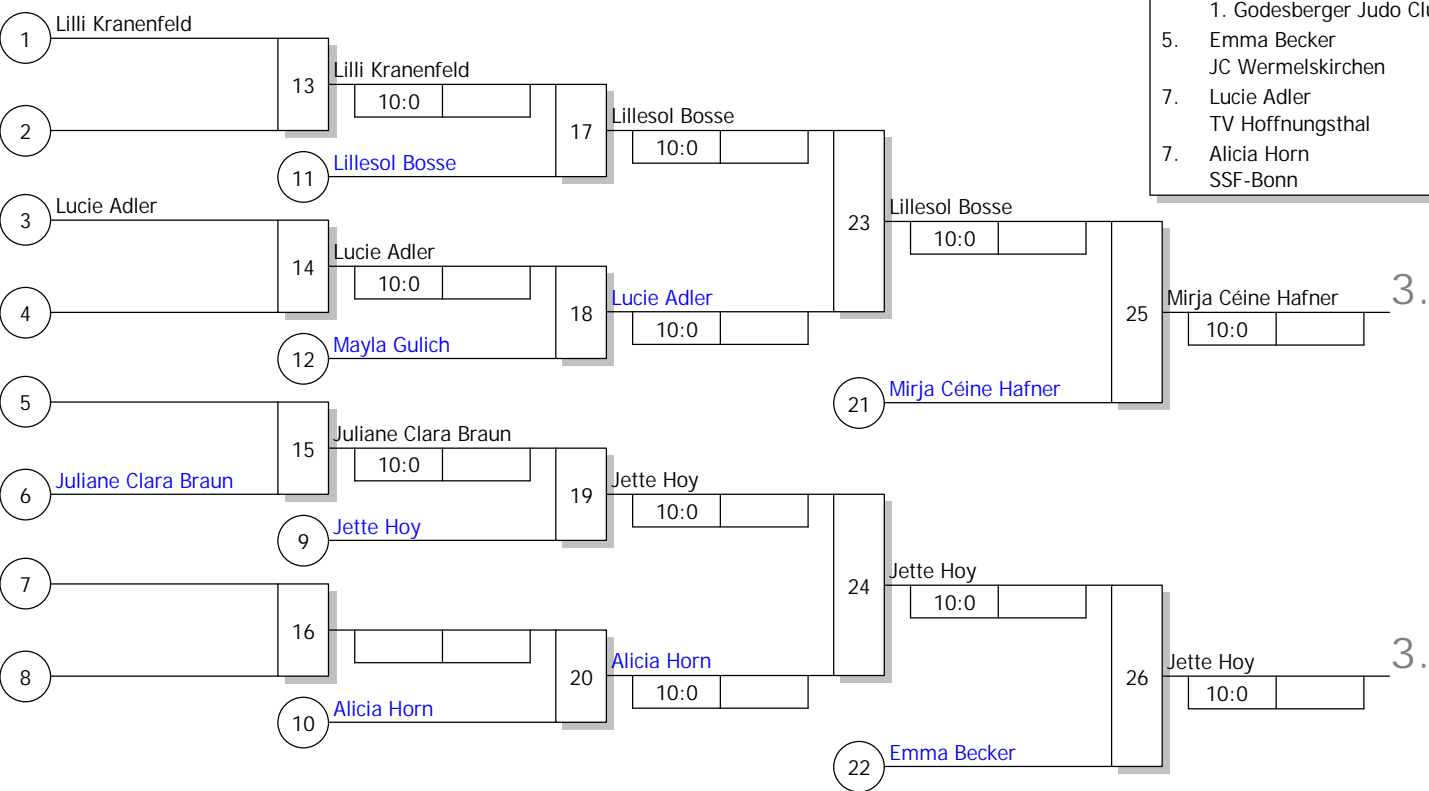 1. Godesberger Judo Clu
5. Emma Becker
JC Wermelskirchen
7. Lucie Adler
TV Hoffnungsthal
7. Alicia Horn
SSF-Bonn
1 Lilli Kranenfeld
13 Lilli Kranenfeld
10:0
2
17 Lillesol Bosse
10:0
11 Lillesol Bosse
3 Lucie Adler
23 Lillesol Bosse
10:0
14 Lucie Adler
10:0
4
18 Lucie Adler
10:0
12 Mayla Gulich
25 Mirja Céine Hafner 3.
10:0
5
21 Mirja Céine Hafner
15 Juliane Clara Braun
10:0
6 Juliane Clara Braun
19 Jette Hoy
10:0
9 Jette Hoy
7
24 Jette Hoy
10:0
16
8
20 Alicia Horn
10:0
10 Alicia Horn
26 Jette Hoy 3.
10:0
22 Emma Becker